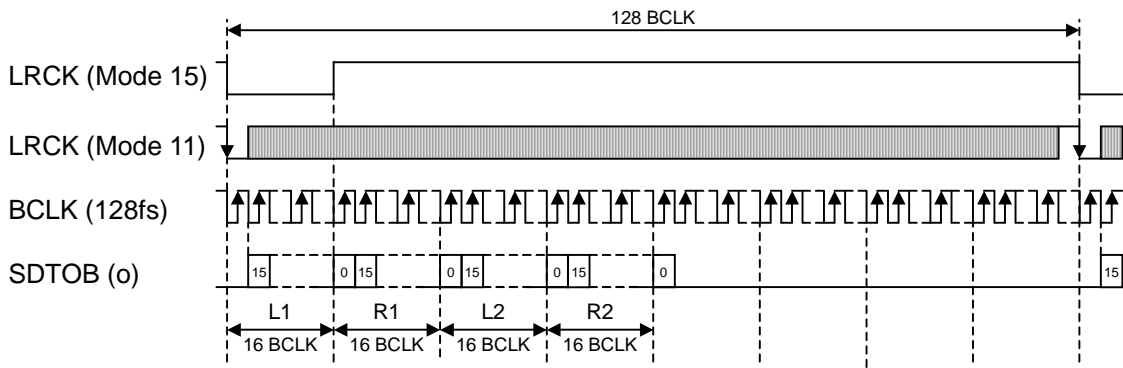 128 BCLK
LRCK (Mode 15)
LRCK (Mode 11)
BCLK (128fs)
SDTOB (o)
15 0 15 0 15 0 15 0 15
L1 R1 L2 R2
16 BCLK 16 BCLK 16 BCLK 16 BCLK